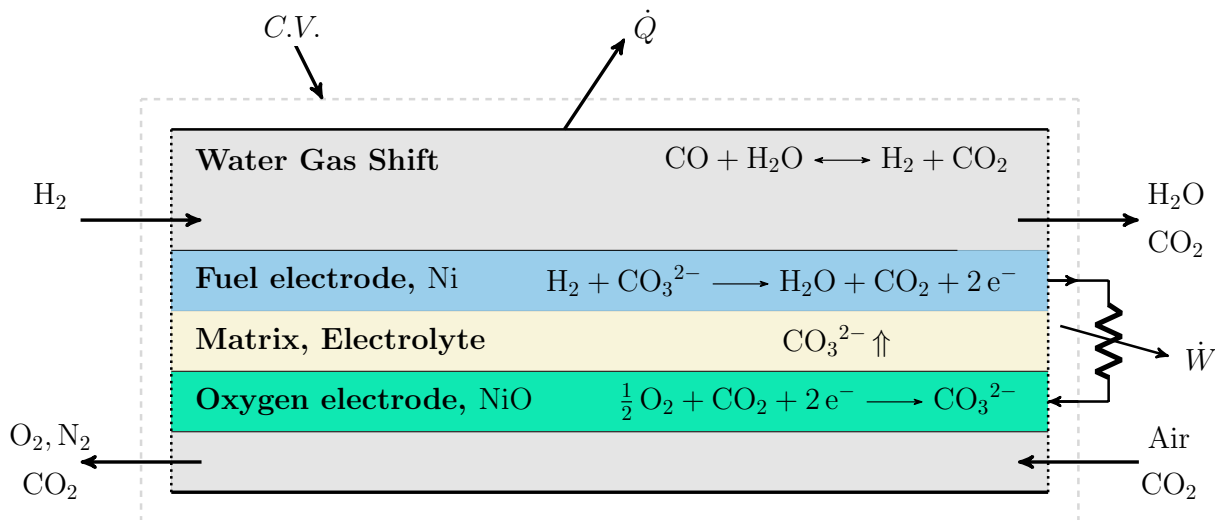 C.V.
Q̇
Water Gas Shift CO + H₂O ⟷ H₂ + CO₂
H₂
H₂O
CO₂
Fuel electrode, Ni H₂ + CO₃²⁻ ⟶ H₂O + CO₂ + 2 e⁻
Matrix, Electrolyte CO₃²⁻ ⇑
Ẇ
Oxygen electrode, NiO ½ O₂ + CO₂ + 2 e⁻ ⟶ CO₃²⁻
O₂, N₂
CO₂
Air
CO₂